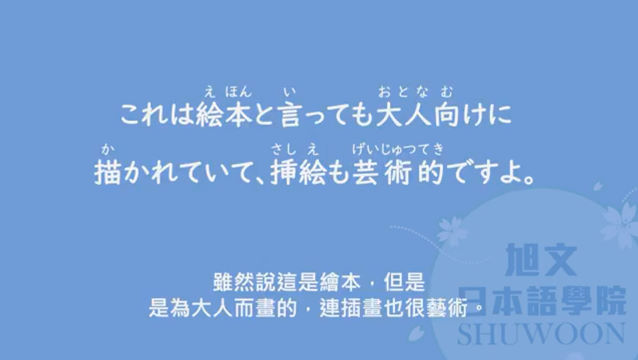 えほん い おとなむ
これは絵本と言っても大人向けに
か さしえ げいじゅつてき
描かれていて、挿絵も芸術的ですよ。
雖然說這是繪本，但是
是為大人而畫的，連插畫也很藝術。
旭文
日本語學院
SHUWOON